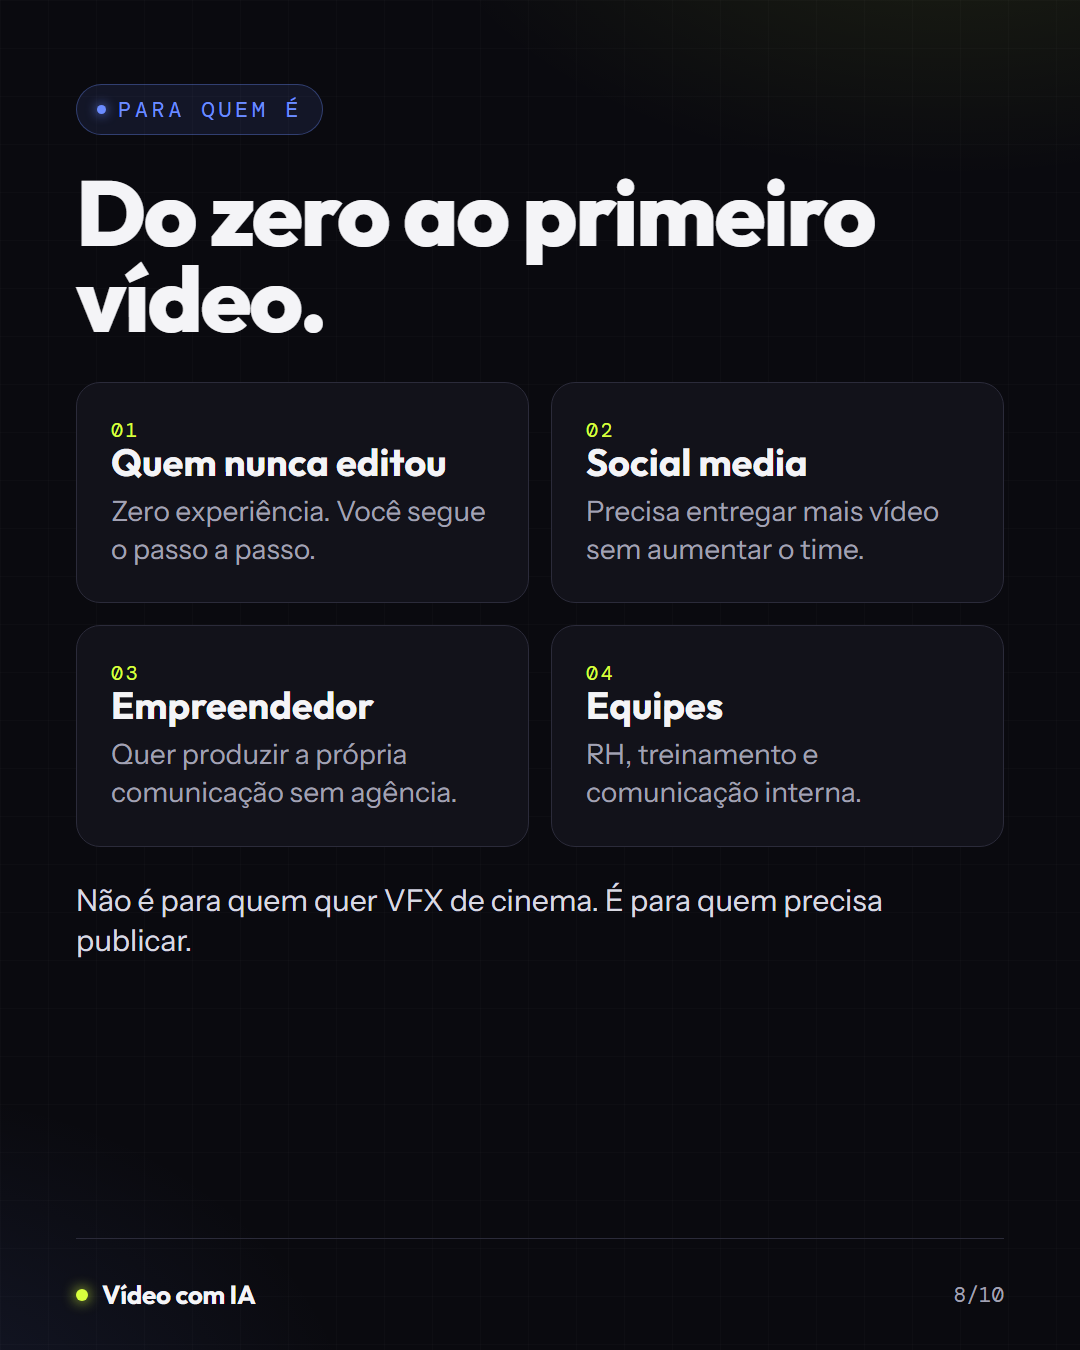 PARA QUEM É
Do zero ao primeiro
vídeo.
01
Quem nunca editou
Zero experiência. Você segue
o passo a passo.
02
Social media
Precisa entregar mais vídeo
sem aumentar o time.
03
Empreendedor
Quer produzir a própria
comunicação sem agência.
04
Equipes
RH, treinamento e
comunicação interna.
Não é para quem quer VFX de cinema. É para quem precisa
publicar.
Vídeo com IA
8/10